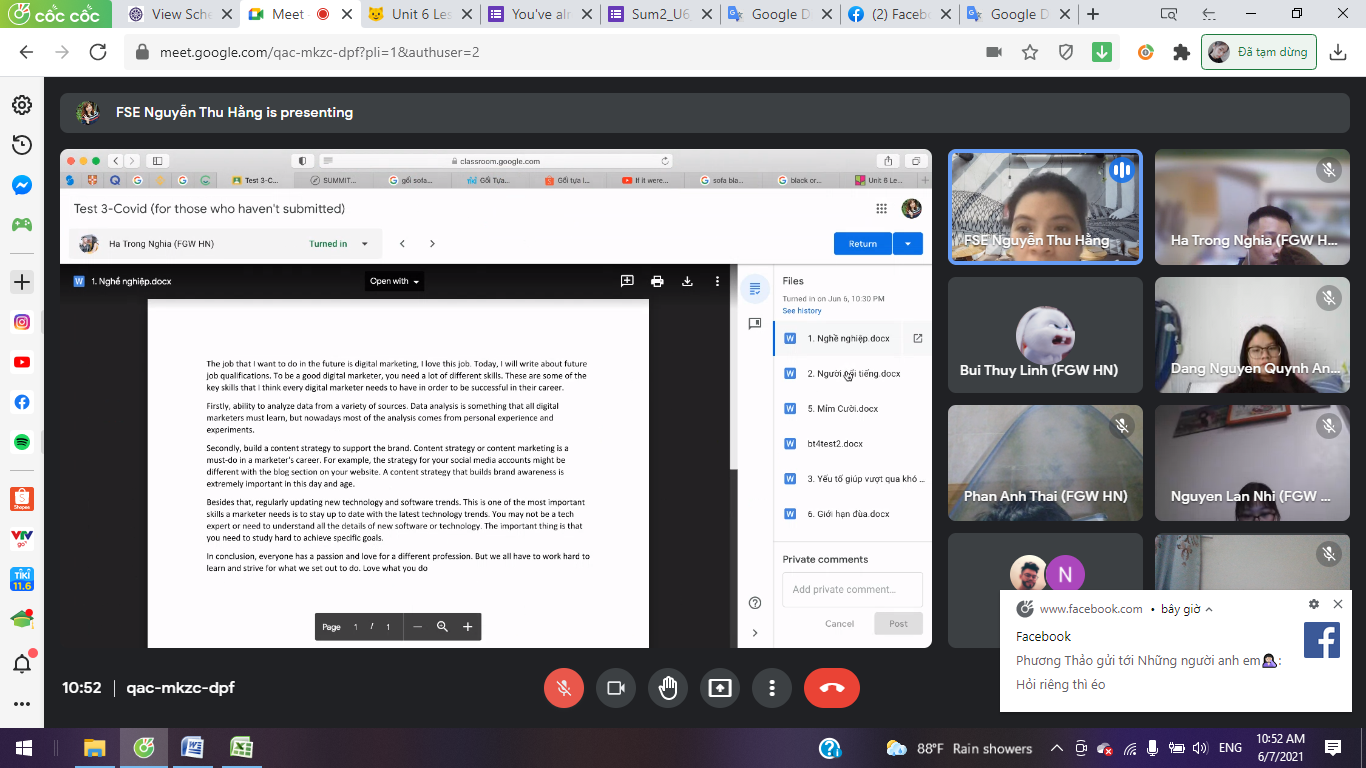 cốc cốc
View Sche
Meet -
Unit 6 Les
You've alr
Sum2_U6
Google D
(2) Faceb
Google D
meet.google.com/qac-mkzc-dpf?pli=1&authuser=2
Đã tạm dừng
FSE Nguyễn Thu Hằng is presenting
classroom.google.com
Test 3-C...
SUMMIT...
gối sofa...
Gối Tựa...
Gối tựa l...
If it were...
sofa bla...
black or...
Unit 6 Le...
Test 3-Covid (for those who haven't submitted)
Ha Trong Nghia (FGW HN)
Turned in
Return
1. Nghề nghiệp.docx
Open with
The job that I want to do in the future is digital marketing, I love this job. Today, I will write about future
job qualifications. To be a good digital marketer, you need a lot of different skills. These are some of the
key skills that I think every digital marketer needs to have in order to be successful in their career.
Firstly, ability to analyze data from a variety of sources. Data analysis is something that all digital
marketers must learn, but nowadays most of the analysis comes from personal experience and
experiments.
Secondly, build a content strategy to support the brand. Content strategy or content marketing is a
must-do in a marketer's career. For example, the strategy for your social media accounts might be
different with the blog section on your website. A content strategy that builds brand awareness is
extremely important in this day and age.
Besides that, regularly updating new technology and software trends. This is one of the most important
skills a marketer needs is to stay up to date with the latest technology trends. You may not be a tech
expert or need to understand all the details of new software or technology. The important thing is that
you need to study hard to achieve specific goals.
In conclusion, everyone has a passion and love for a different profession. But we all have to work hard to
learn and strive for what we set out to do. Love what you do
Page 1 / 1
Files
Turned in on Jun 6, 10:30 PM
See history
1. Nghề nghiệp.docx
2. Người nổi tiếng.docx
5. Mỉm Cười.docx
bt4test2.docx
3. Yếu tố giúp vượt qua khó ...
6. Giới hạn đùa.docx
Private comments
Add private comment...
Cancel
Post
FSE Nguyễn Thu Hằng
Ha Trong Nghia (FGW H...
Bui Thuy Linh (FGW HN)
Dang Nguyen Quynh An...
Phan Anh Thai (FGW HN)
Nguyen Lan Nhi (FGW ...
N
www.facebook.com • bây giờ
Facebook
Phương Thảo gửi tới Những người anh em:
Hỏi riêng thì éo
10:52
qac-mkzc-dpf
Shopee
VTV
go
TIKI
11.6
88°F Rain showers
ENG
10:52 AM
6/7/2021